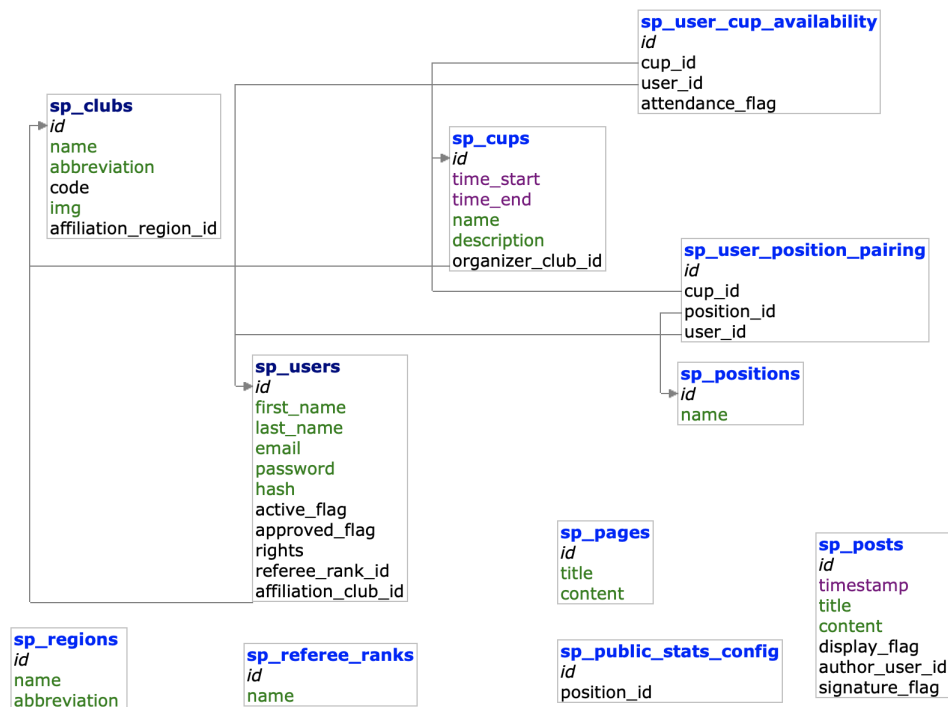 sp_user_cup_availability
id
cup_id
user_id
attendance_flag
sp_clubs
id
name
abbreviation
code
img
affiliation_region_id
sp_cups
id
time_start
time_end
name
description
organizer_club_id
sp_user_position_pairing
id
cup_id
position_id
user_id
sp_users
id
first_name
last_name
email
password
hash
active_flag
approved_flag
rights
referee_rank_id
affiliation_club_id
sp_positions
id
name
sp_pages
id
title
content
sp_posts
id
timestamp
title
content
display_flag
author_user_id
signature_flag
sp_regions
id
name
abbreviation
sp_referee_ranks
id
name
sp_public_stats_config
id
position_id